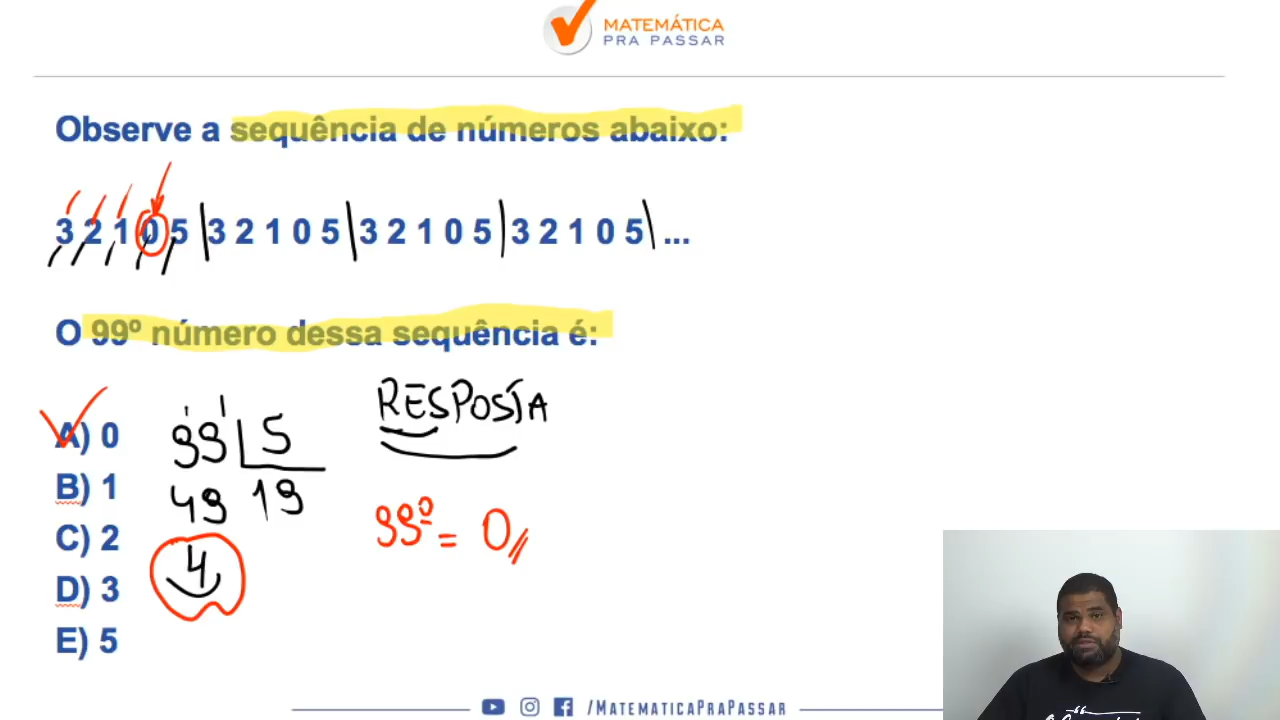 MATEMÁTICA
PRA PASSAR
Observe a sequência de números abaixo:
3 2 1 0 5 3 2 1 0 5 3 2 1 0 5 3 2 1 0 5 ...
O 99º número dessa sequência é:
RESPOSTA
A) 0 99 5
B) 1 49 19
99º = 0
C) 2
4
D) 3
E) 5
/MATEMATICAPRAPASSAR